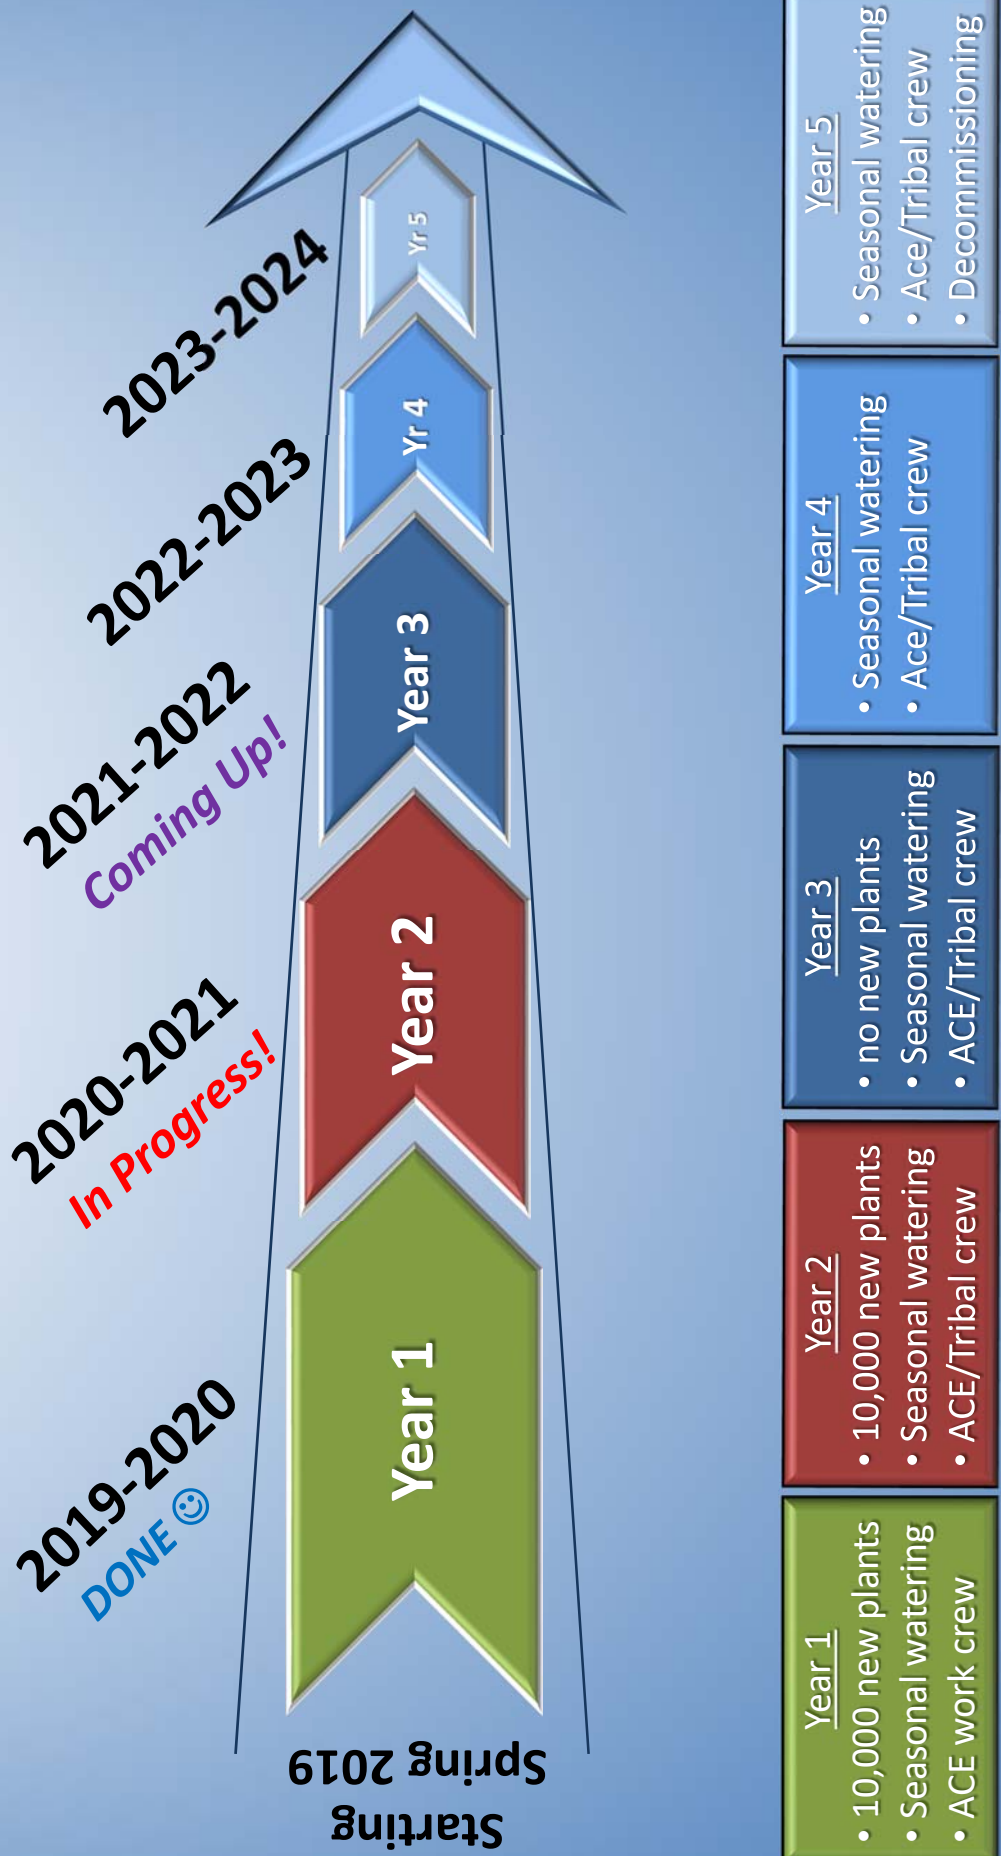 Starting
Spring 2019
2019-2020
DONE ☺
2020-2021
In Progress!
2021-2022
Coming Up!
2022-2023
2023-2024
Year 1
Year 2
Year 3
Yr 4
Yr 5
Year 1
• 10,000 new plants
• Seasonal watering
• ACE work crew
Year 2
• 10,000 new plants
• Seasonal watering
• ACE/Tribal crew
Year 3
• no new plants
• Seasonal watering
• ACE/Tribal crew
Year 4
• Seasonal watering
• Ace/Tribal crew
Year 5
• Seasonal watering
• Ace/Tribal crew
• Decommissioning